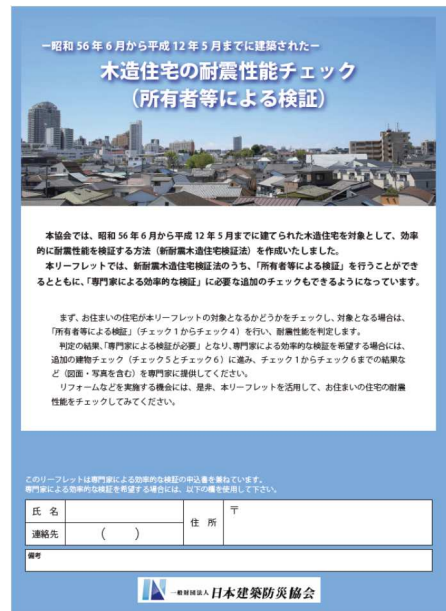 －昭和 56 年 6 月から平成 12 年 5 月までに建築された－
木造住宅の耐震性能チェック
（所有者等による検証）
本協会では、昭和 56 年 6 月から平成 12 年 5 月までに建てられた木造住宅を対象として、効率
的に耐震性能を検証する方法（新耐震木造住宅検証法）を作成いたしました。
本リーフレットでは、新耐震木造住宅検証法のうち、「所有者等による検証」を行うことができ
るとともに、「専門家による効率的な検証」に必要な追加のチェックもできるようになっています。
まず、お住まいの住宅が本リーフレットの対象となるかどうかをチェックし、対象となる場合は、
「所有者等による検証」（チェック 1 からチェック 4）を行い、耐震性能を判定します。
判定の結果、「専門家による検証が必要」となり、専門家による効率的な検証を希望する場合には、
追加の建物チェック（チェック 5 とチェック 6）に進み、チェック 1 からチェック 6 までの結果な
ど（図面・写真を含む）を専門家に提供してください。
リフォームなどを実施する機会には、是非、本リーフレットを活用して、お住まいの住宅の耐震
性能をチェックしてみてください。
このリーフレットは専門家による効率的な検証の申込書を兼ねています。
専門家による効率的な検証を希望する場合には、以下の欄を使用して下さい。
氏 名
住 所
〒
連絡先
（ ）
備考
一般財団法人 日本建築防災協会